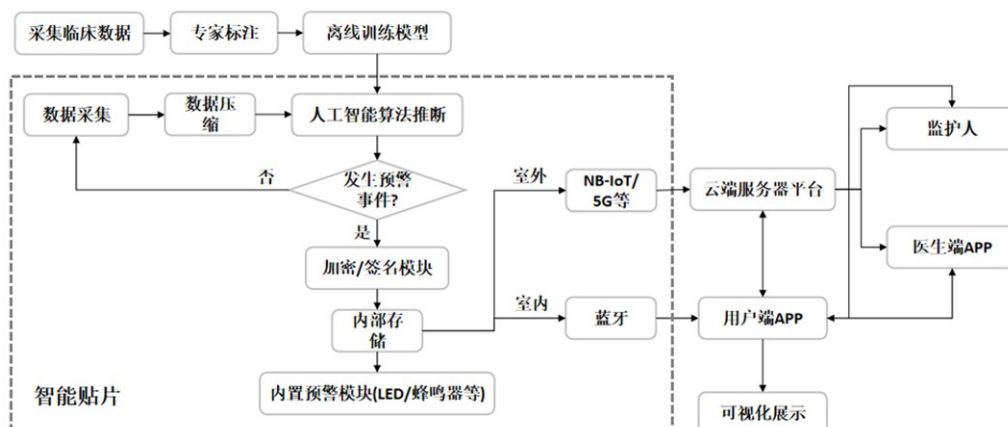 采集临床数据
专家标注
离线训练模型
数据采集
数据压
缩
人工智能算法推断
监护人
否
发生预警
事件?
室外
NB-IoT/
5G等
云端服务器平台
是
医生端APP
加密/签名模块
室内
内部存
储
蓝牙
用户端APP
智能贴片
内置预警模块(LED/蜂鸣器等)
可视化展示